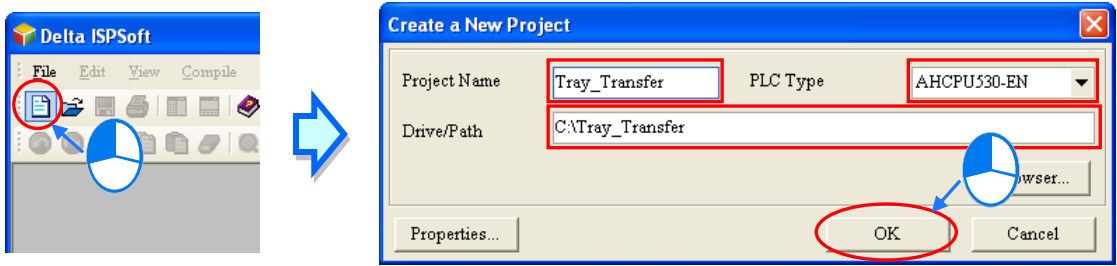 Delta ISPSoft
File Edit View Compile
Create a New Project
Project Name Tray_Transfer PLC Type AHCPU530-EN
Drive/Path C:\Tray_Transfer
Properties... OK Cancel